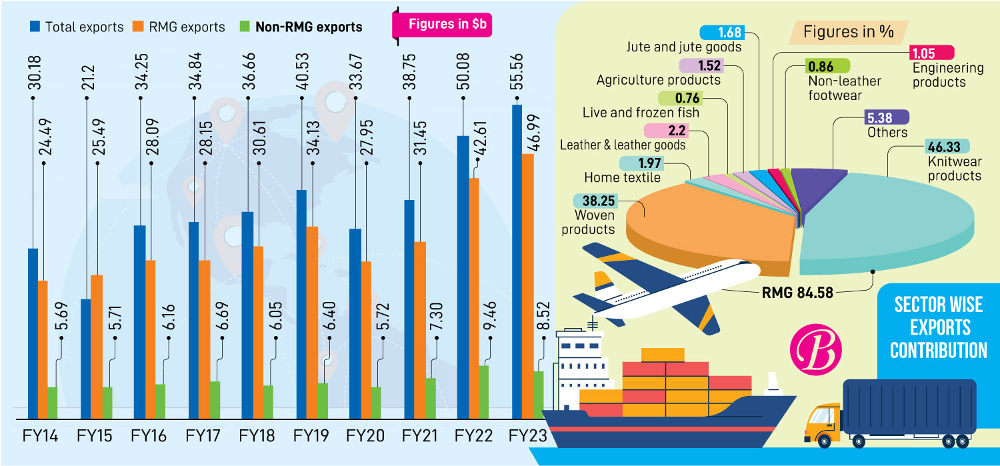 Total exports
RMG exports
Non-RMG exports
Figures in $b
30.18
24.49
5.69
21.2
25.49
5.71
34.25
28.09
6.16
34.84
28.15
6.69
36.66
30.61
6.05
40.53
34.13
6.40
33.67
27.95
5.72
38.75
31.45
7.30
50.08
42.61
9.46
55.56
46.99
8.52
FY14
FY15
FY16
FY17
FY18
FY19
FY20
FY21
FY22
FY23
Figures in %
1.68
Jute and jute goods
1.52
Agriculture products
0.76
Live and frozen fish
2.2
Leather & leather goods
1.97
Home textile
38.25
Woven
products
1.05
Engineering
products
0.86
Non-leather
footwear
5.38
Others
46.33
Knitwear
products
RMG 84.58
SECTOR WISE
EXPORTS
CONTRIBUTION
B